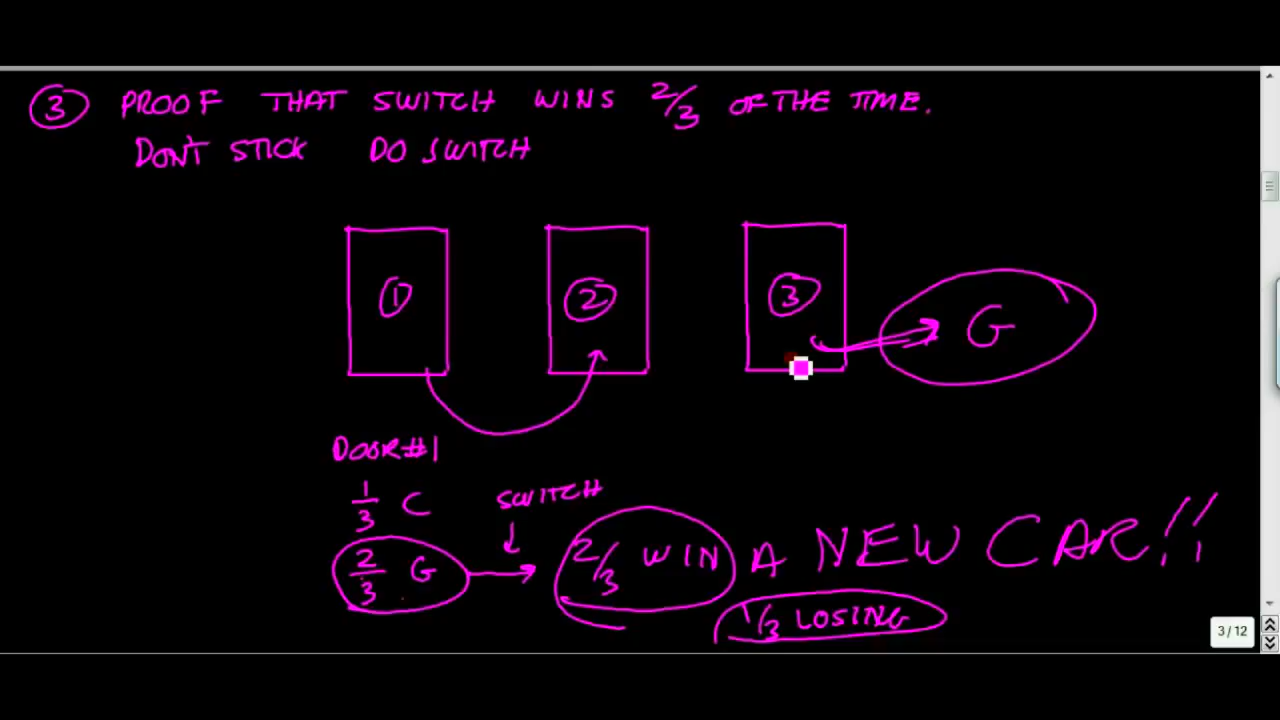 ③ PROOF THAT SWITCH WINS 2/3 OF THE TIME.
DON'T STICK DO SWITCH
① ② ③ G
DOOR #1
1/3 C SWITCH
2/3 G 2/3 WIN A NEW CAR!!
1/3 LOSING
3 / 12